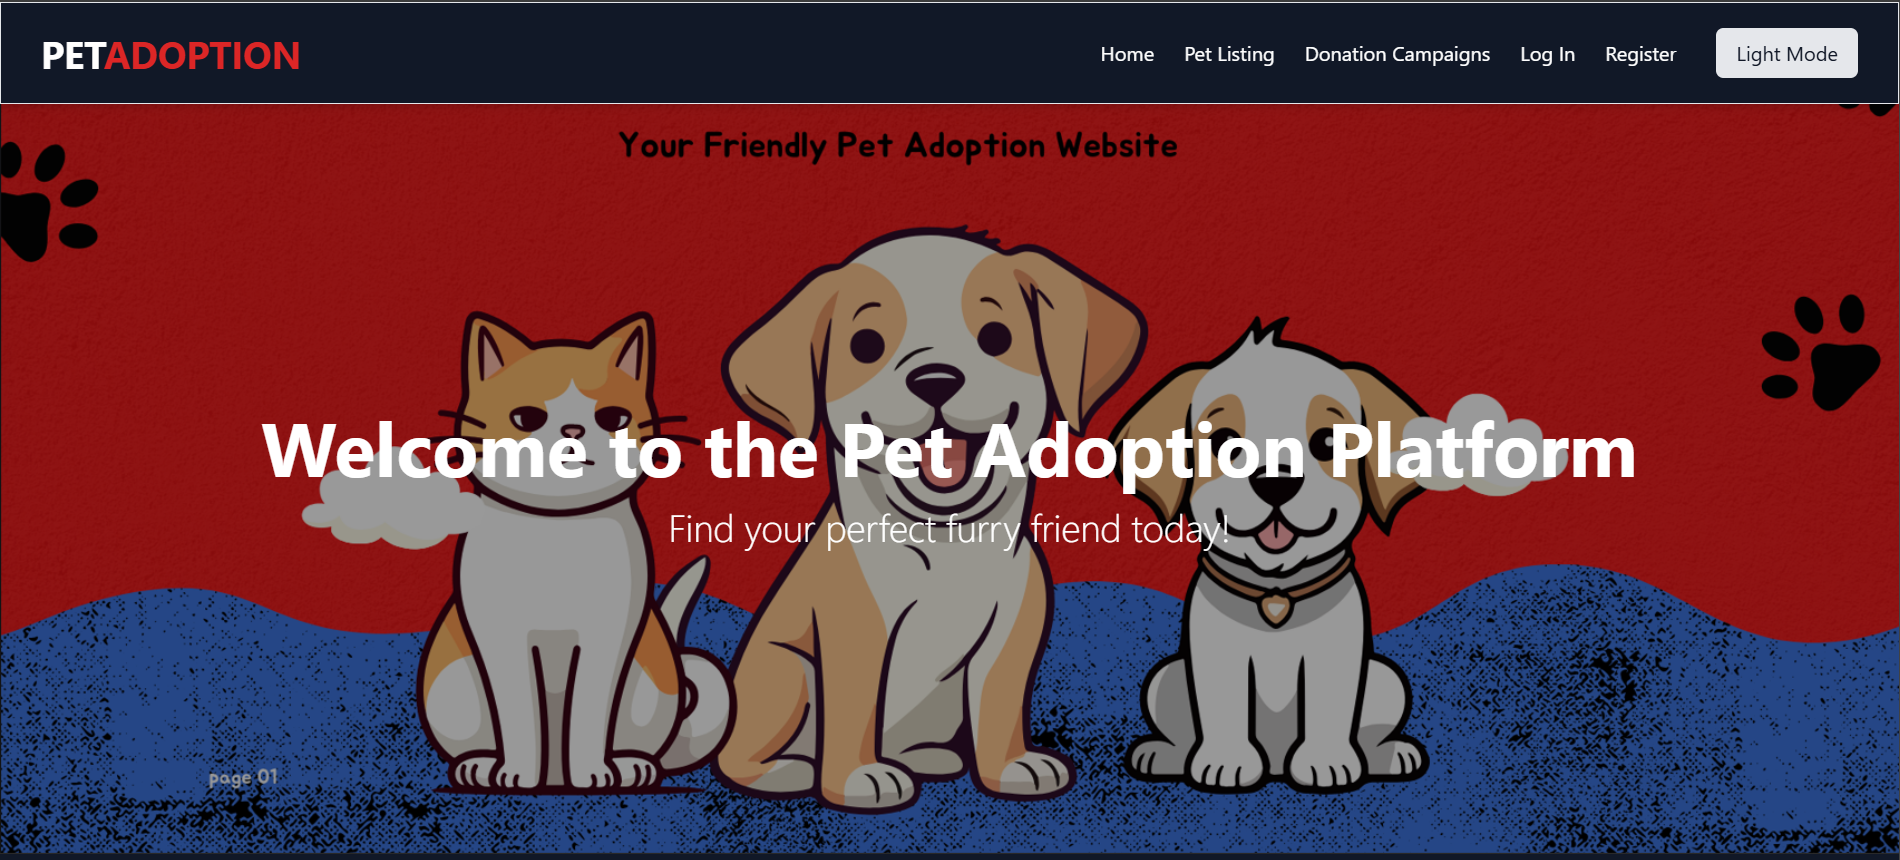 PETADOPTION
Home Pet Listing Donation Campaigns Log In Register Light Mode
Your Friendly Pet Adoption Website
Welcome to the Pet Adoption Platform
Find your perfect furry friend today!
page 01